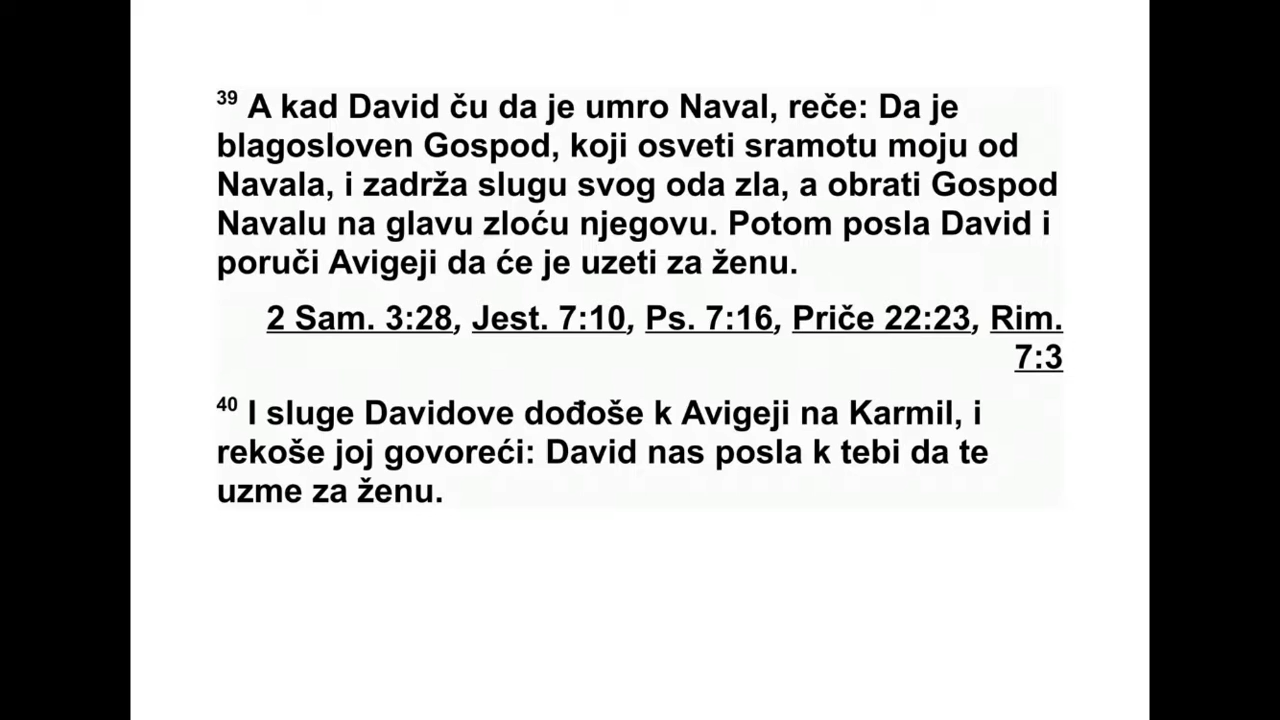 39 A kad David ču da je umro Naval, reče: Da je
blagosloven Gospod, koji osveti sramotu moju od
Navala, i zadrža slugu svog oda zla, a obrati Gospod
Navalu na glavu zloću njegovu. Potom posla David i
poruči Avigeji da će je uzeti za ženu.
2 Sam. 3:28, Jest. 7:10, Ps. 7:16, Priče 22:23, Rim.
7:3
40 I sluge Davidove dođoše k Avigeji na Karmil, i
rekoše joj govoreći: David nas posla k tebi da te
uzme za ženu.